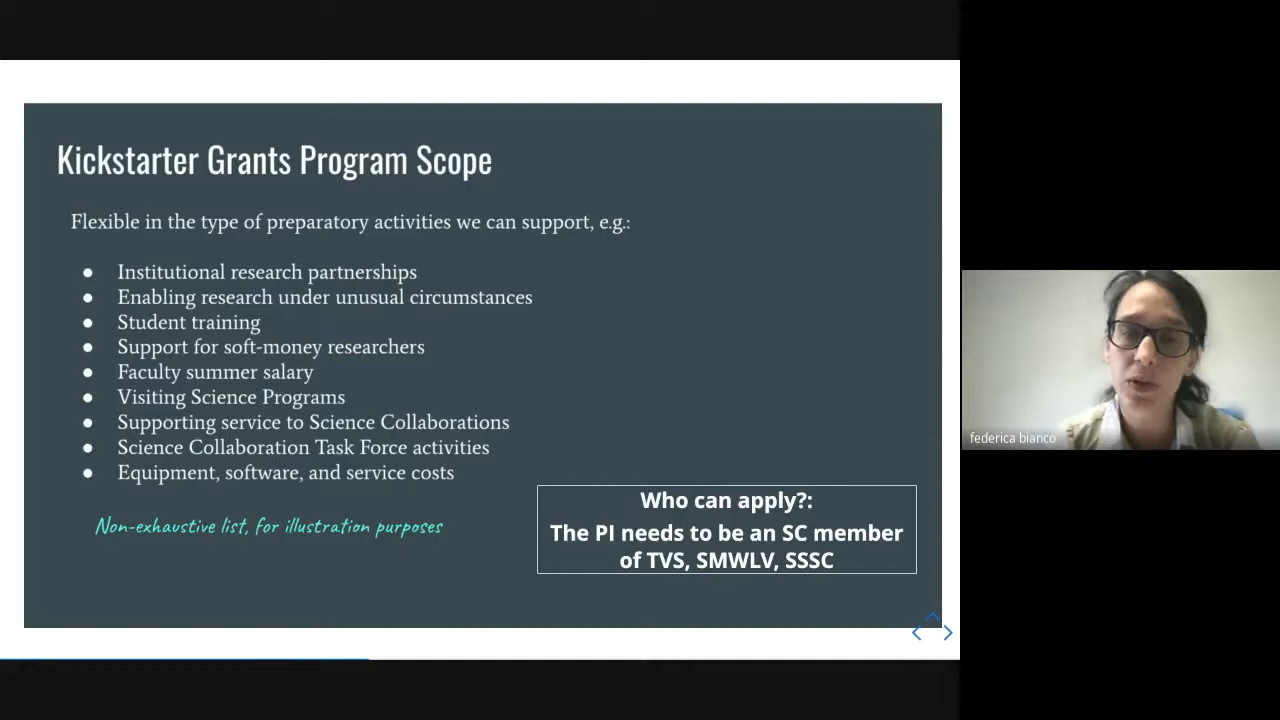 Kickstarter Grants Program Scope
Flexible in the type of preparatory activities we can support, e.g.:
● Institutional research partnerships
● Enabling research under unusual circumstances
● Student training
● Support for soft-money researchers
● Faculty summer salary
● Visiting Science Programs
● Supporting service to Science Collaborations
● Science Collaboration Task Force activities
● Equipment, software, and service costs
Non-exhaustive list, for illustration purposes
Who can apply?:
The PI needs to be an SC member
of TVS, SMWLV, SSSC
federica bianco